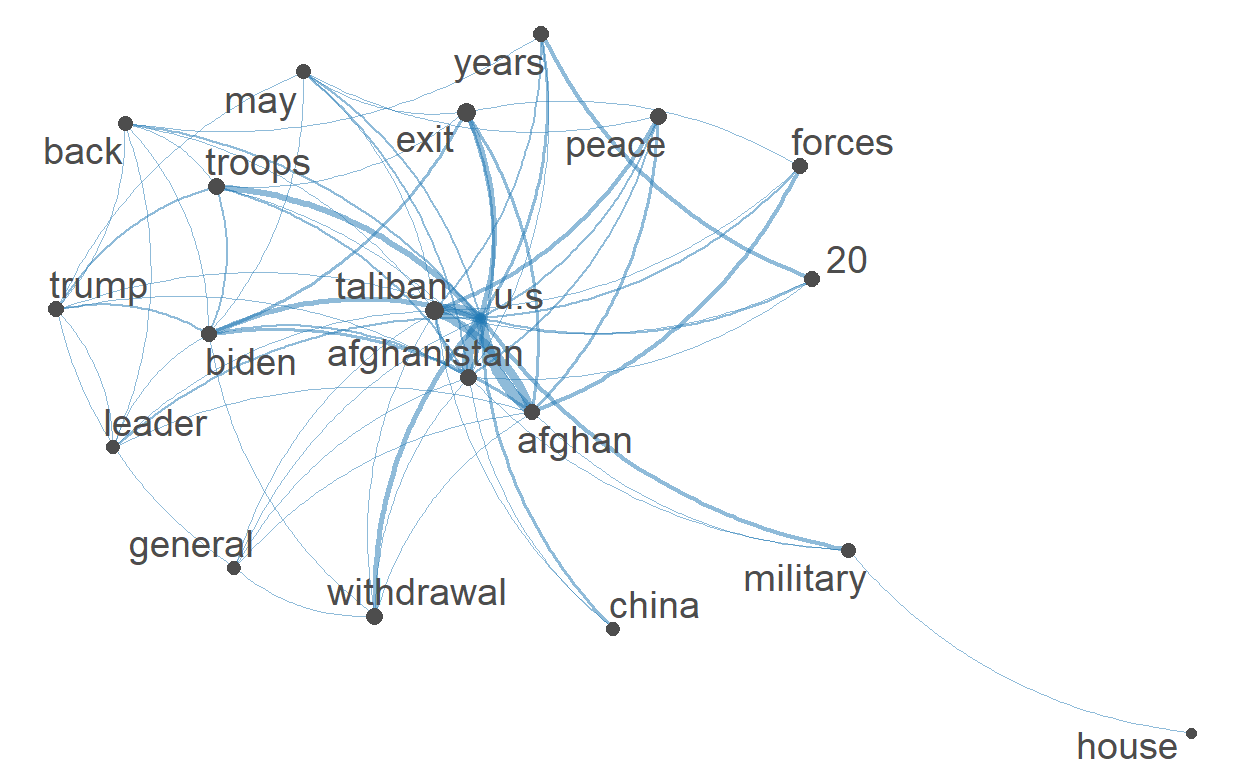 years
may
exit
peace
forces
back
troops
20
trump
taliban
u.s
biden
afghanistan
leader
afghan
general
withdrawal
china
military
house